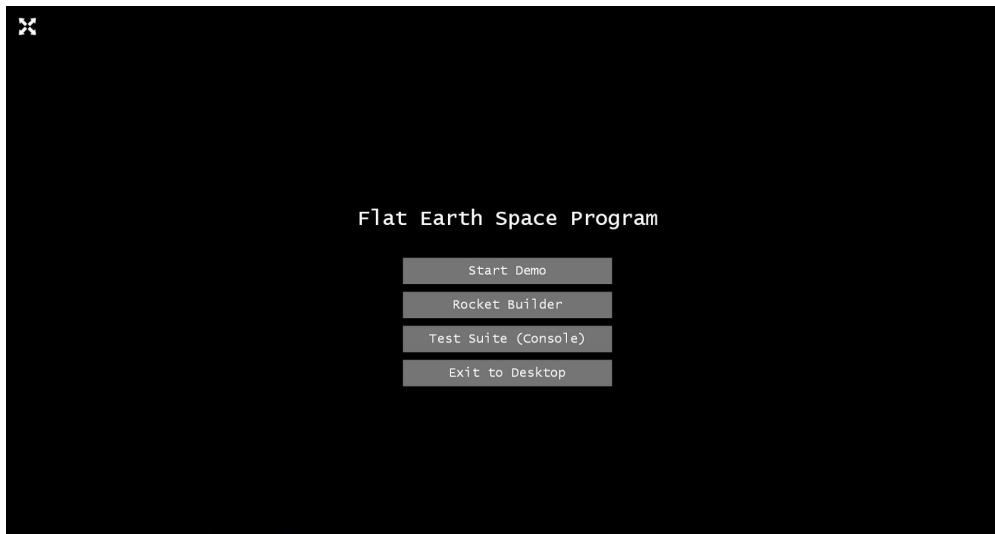 Flat Earth Space Program
Start Demo
Rocket Builder
Test Suite (Console)
Exit to Desktop